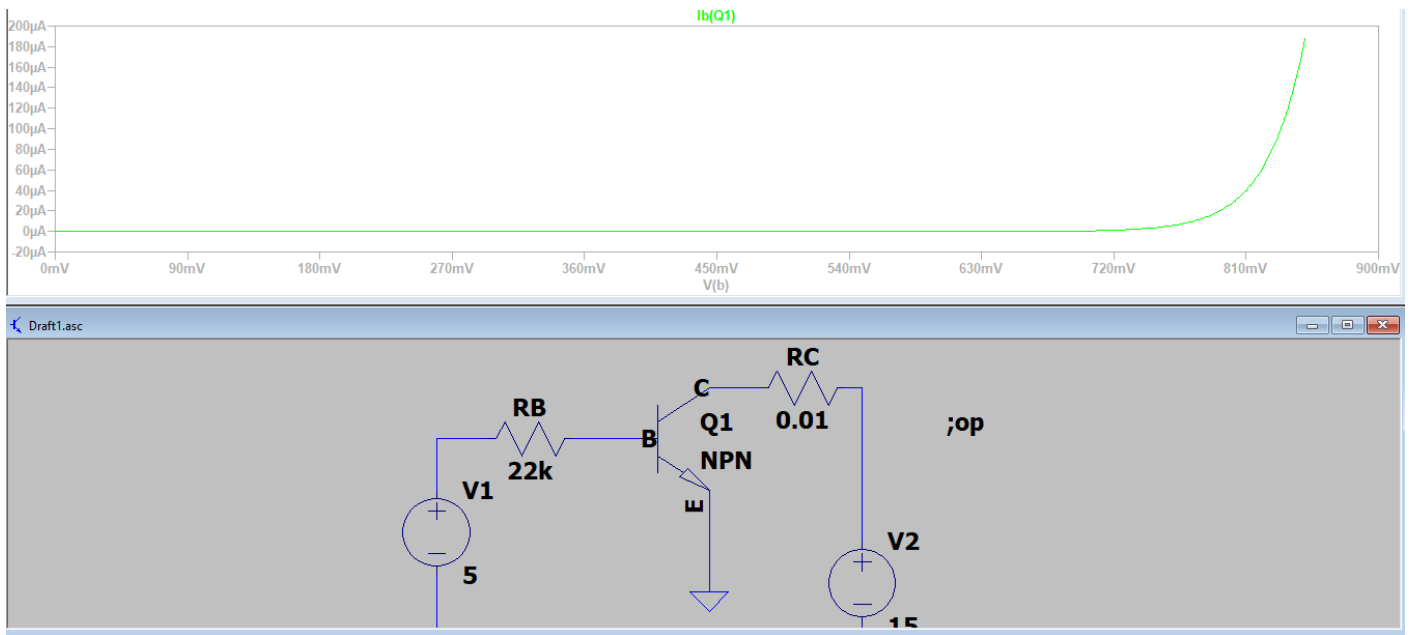 Ib(Q1)
200µA
180µA
160µA
140µA
120µA
100µA
80µA
60µA
40µA
20µA
0µA
-20µA
0mV 90mV 180mV 270mV 360mV 450mV 540mV 630mV 720mV 810mV 900mV
V(b)
Draft1.asc
RC
C
RB
Q1
0.01
;op
B
NPN
22k
V1
E
V2
5
15